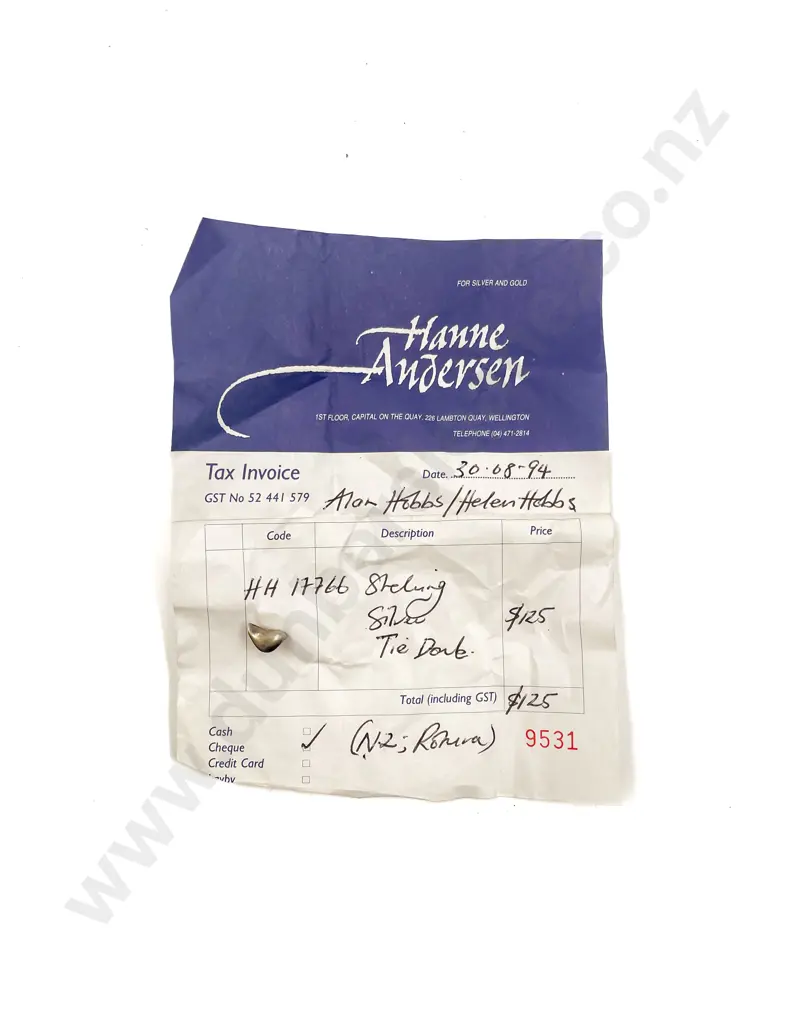 FOR SILVER AND GOLD
Hanne
Andersen
1ST FLOOR, CAPITAL ON THE QUAY. 226 LAMBTON QUAY, WELLINGTON
TELEPHONE (04) 471-2814
Tax Invoice
Date. 30·08-94
GST No 52 441 579
Alan Hobbs/Helen Hobbs
Code Description Price
HH 17766 Sterling
Silver $125
Tie
Total (including GST) $125
Cash
Cheque (NZ;
9531
Credit Card